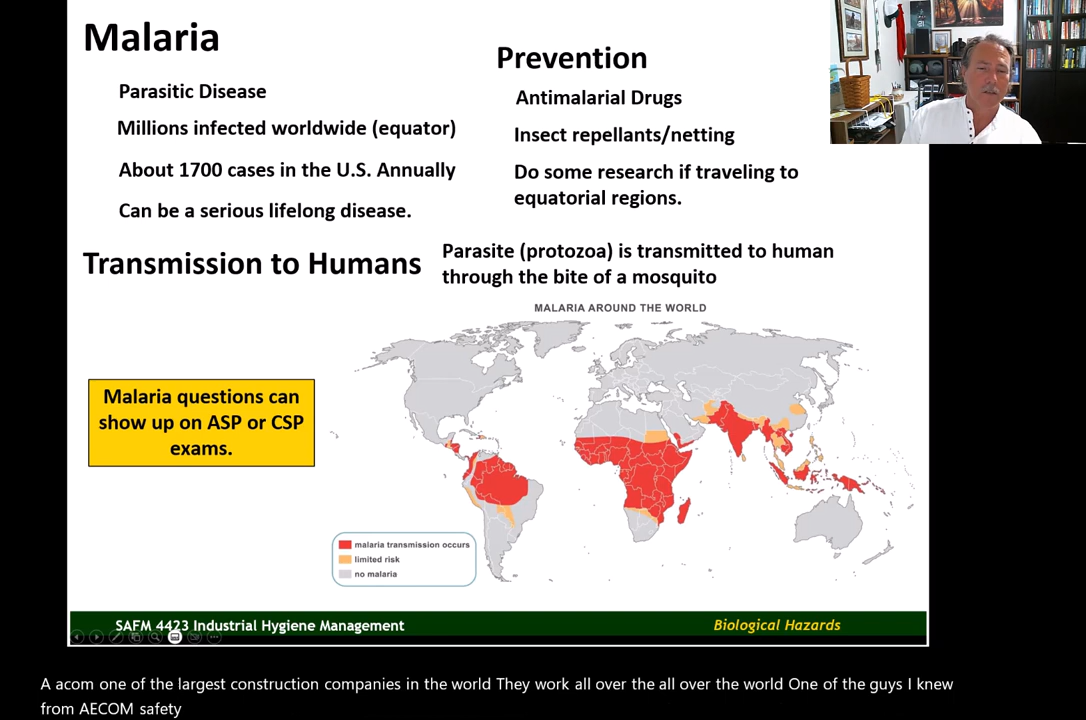 Malaria
Parasitic Disease
Millions infected worldwide (equator)
About 1700 cases in the U.S. Annually
Can be a serious lifelong disease.
Prevention
Antimalarial Drugs
Insect repellants/netting
Do some research if traveling to
equatorial regions.
Transmission to Humans
Parasite (protozoa) is transmitted to human
through the bite of a mosquito
MALARIA AROUND THE WORLD
Malaria questions can
show up on ASP or CSP
exams.
malaria transmission occurs
limited risk
no malaria
SAFM 4423 Industrial Hygiene Management
Biological Hazards
A acom one of the largest construction companies in the world They work all over the all over the world One of the guys I knew
from AECOM safety